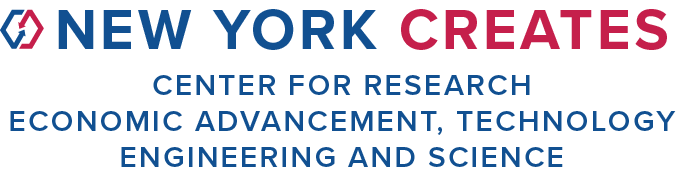 NEW YORK CREATES
CENTER FOR RESEARCH
ECONOMIC ADVANCEMENT, TECHNOLOGY
ENGINEERING AND SCIENCE